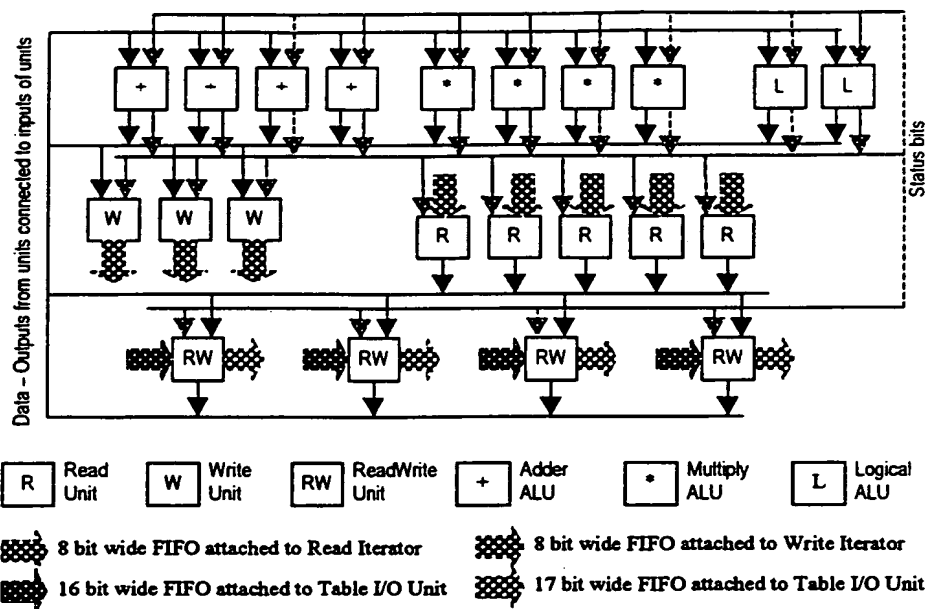 Data – Outputs from units connected to inputs of units
Status bits
+ + + + * * * * L L
W W W
R R R R R
RW RW RW RW
R Read Unit
W Write Unit
RW ReadWrite Unit
+ Adder ALU
* Multiply ALU
L Logical ALU
8 bit wide FIFO attached to Read Iterator
8 bit wide FIFO attached to Write Iterator
16 bit wide FIFO attached to Table I/O Unit
17 bit wide FIFO attached to Table I/O Unit